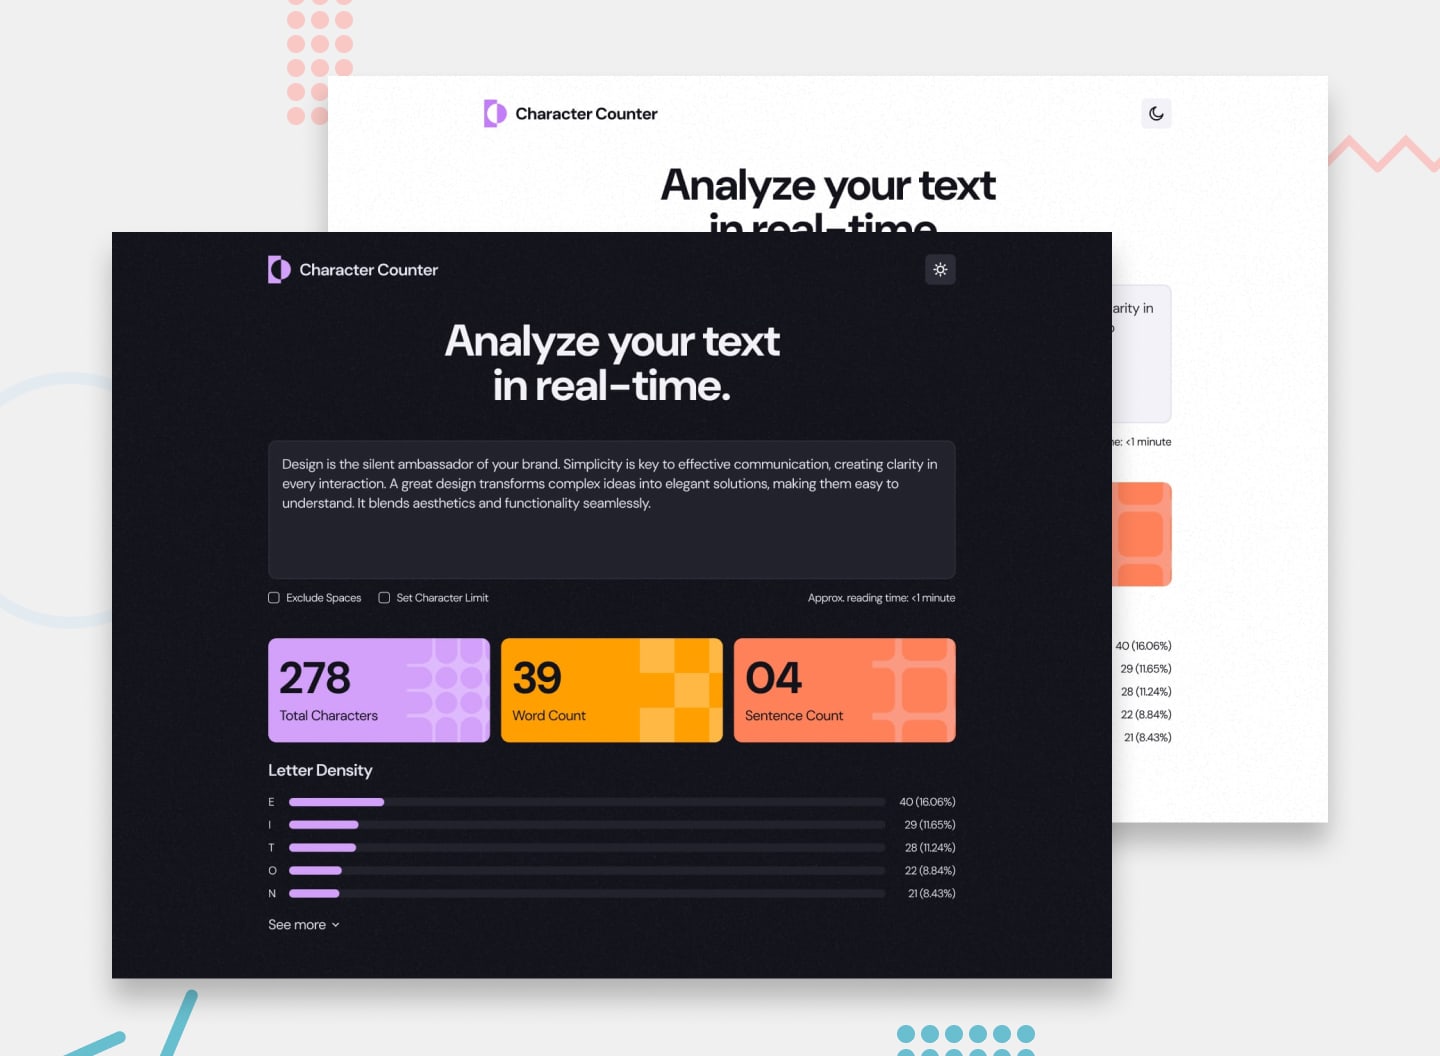 Character Counter
Analyze your text
in real-time
Character Counter
Analyze your text
in real-time.
Design is the silent ambassador of your brand. Simplicity is key to effective communication, creating clarity in
every interaction. A great design transforms complex ideas into elegant solutions, making them easy to
understand. It blends aesthetics and functionality seamlessly.
Exclude Spaces
Set Character Limit
Approx. reading time: <1 minute
278
Total Characters
39
Word Count
04
Sentence Count
Letter Density
E 40 (16.06%)
I 29 (11.65%)
T 28 (11.24%)
O 22 (8.84%)
N 21 (8.43%)
See more
arity in
ne: <1 minute
40 (16.06%)
29 (11.65%)
28 (11.24%)
22 (8.84%)
21 (8.43%)